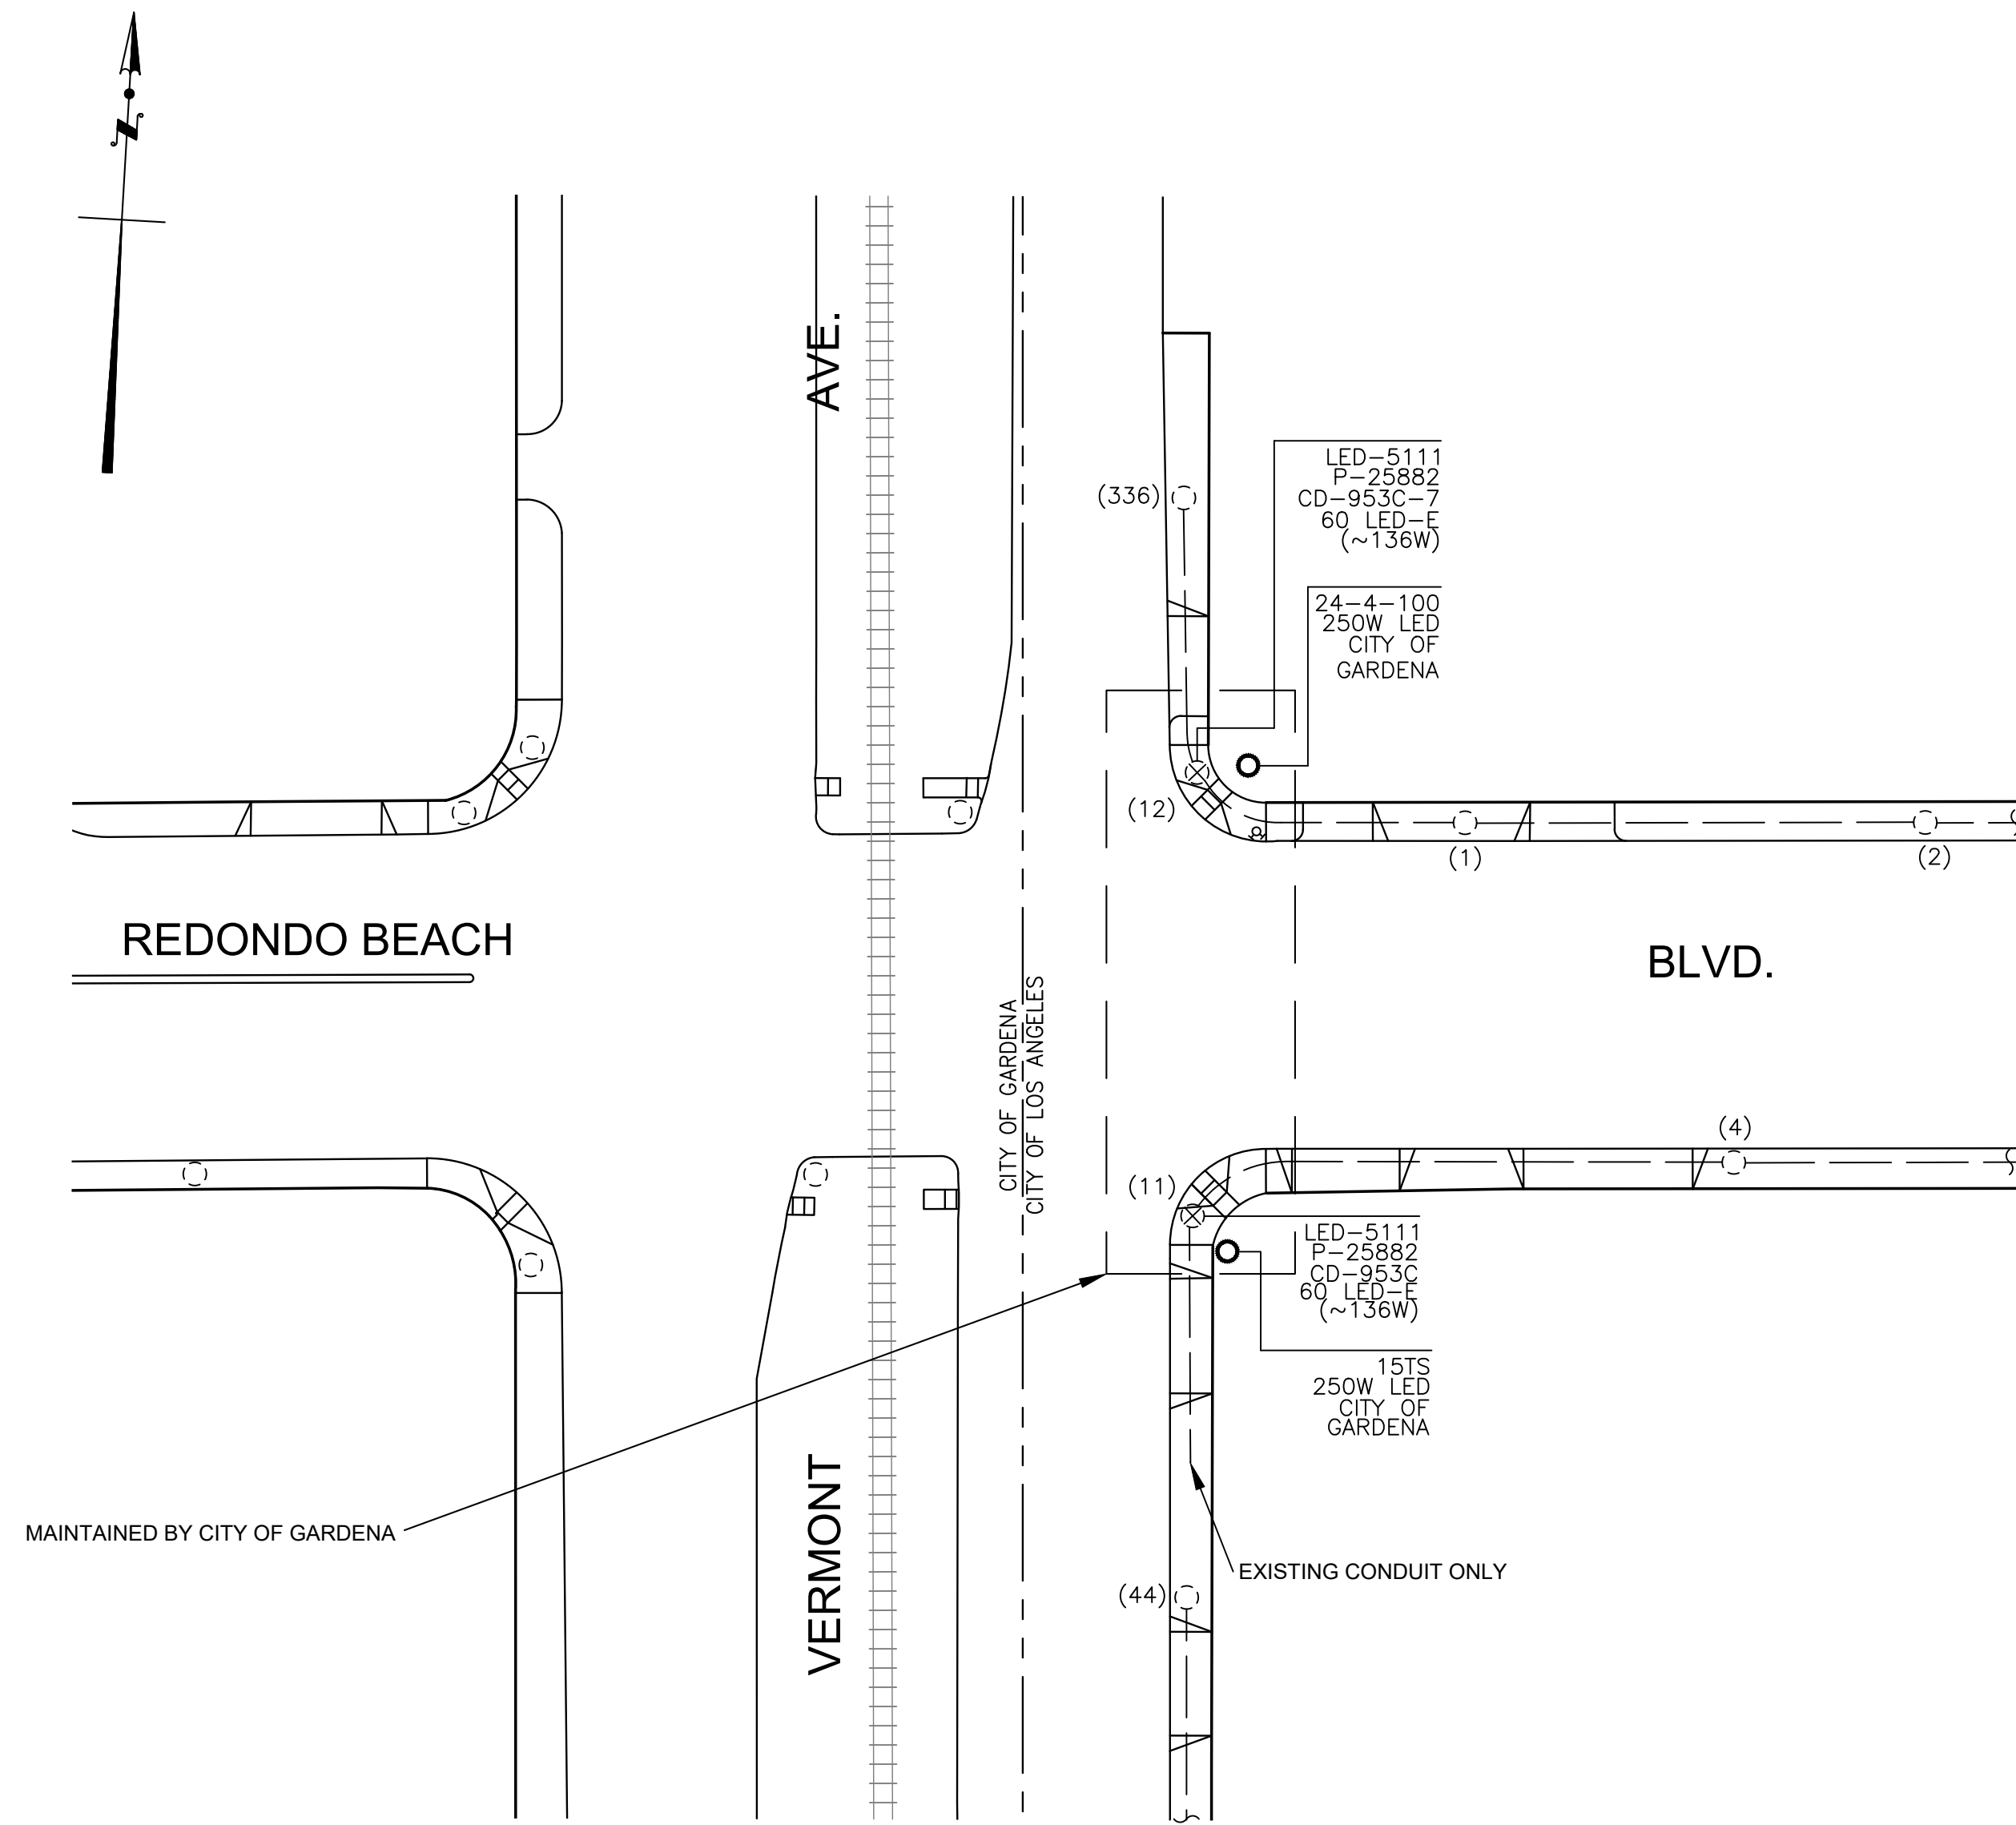 N
AVE.
(336)
LED-5111
P-25882
CD-953C-7
60 LED-E
(~136W)
24-4-100
250W LED
CITY OF
GARDENA
(12)
(1)
(2)
REDONDO BEACH
BLVD.
CITY OF GARDENA
CITY OF LOS ANGELES
(4)
(11)
LED-5111
P-25882
CD-953C
60 LED-E
(~136W)
15TS
250W LED
CITY OF
GARDENA
VERMONT
MAINTAINED BY CITY OF GARDENA
EXISTING CONDUIT ONLY
(44)